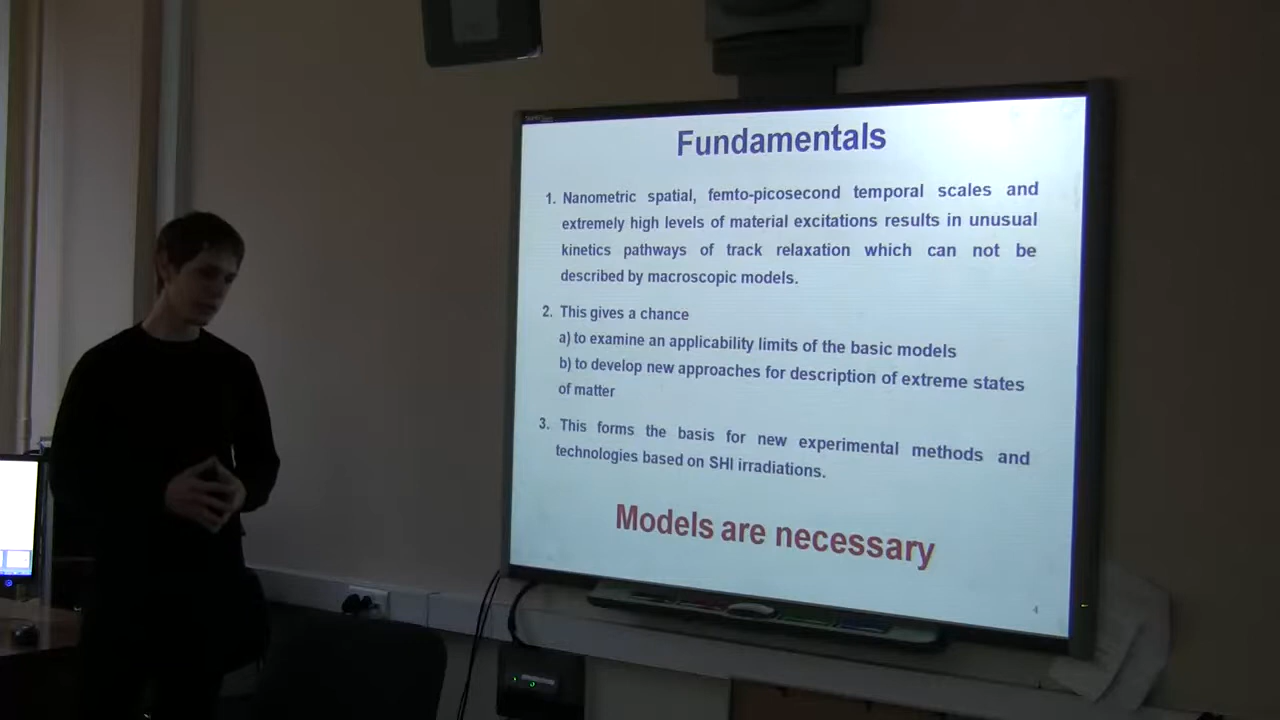 Fundamentals
1. Nanometric spatial, femto-picosecond temporal scales and
extremely high levels of material excitations results in unusual
kinetics pathways of track relaxation which can not be
described by macroscopic models.
2. This gives a chance
a) to examine an applicability limits of the basic models
b) to develop new approaches for description of extreme states
of matter
3. This forms the basis for new experimental methods and
technologies based on SHI irradiations.
Models are necessary
4